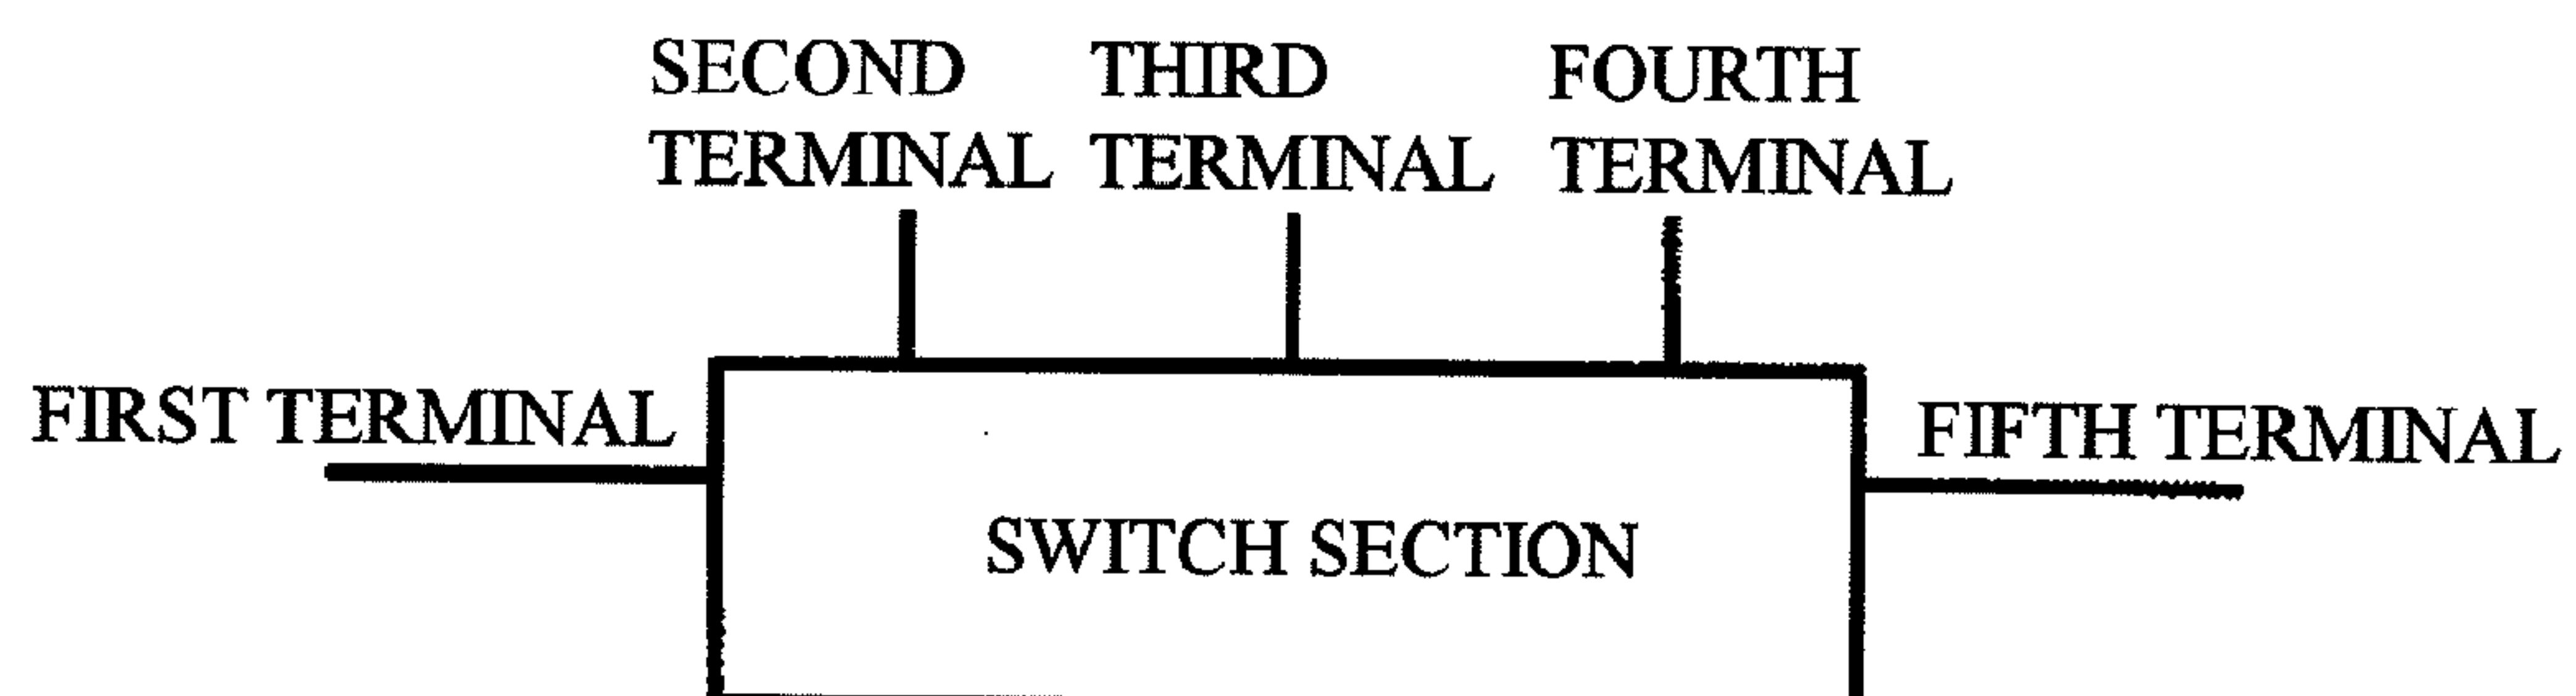 SECOND
TERMINAL
THIRD
TERMINAL
FOURTH
TERMINAL
FIRST TERMINAL
FIFTH TERMINAL
SWITCH SECTION